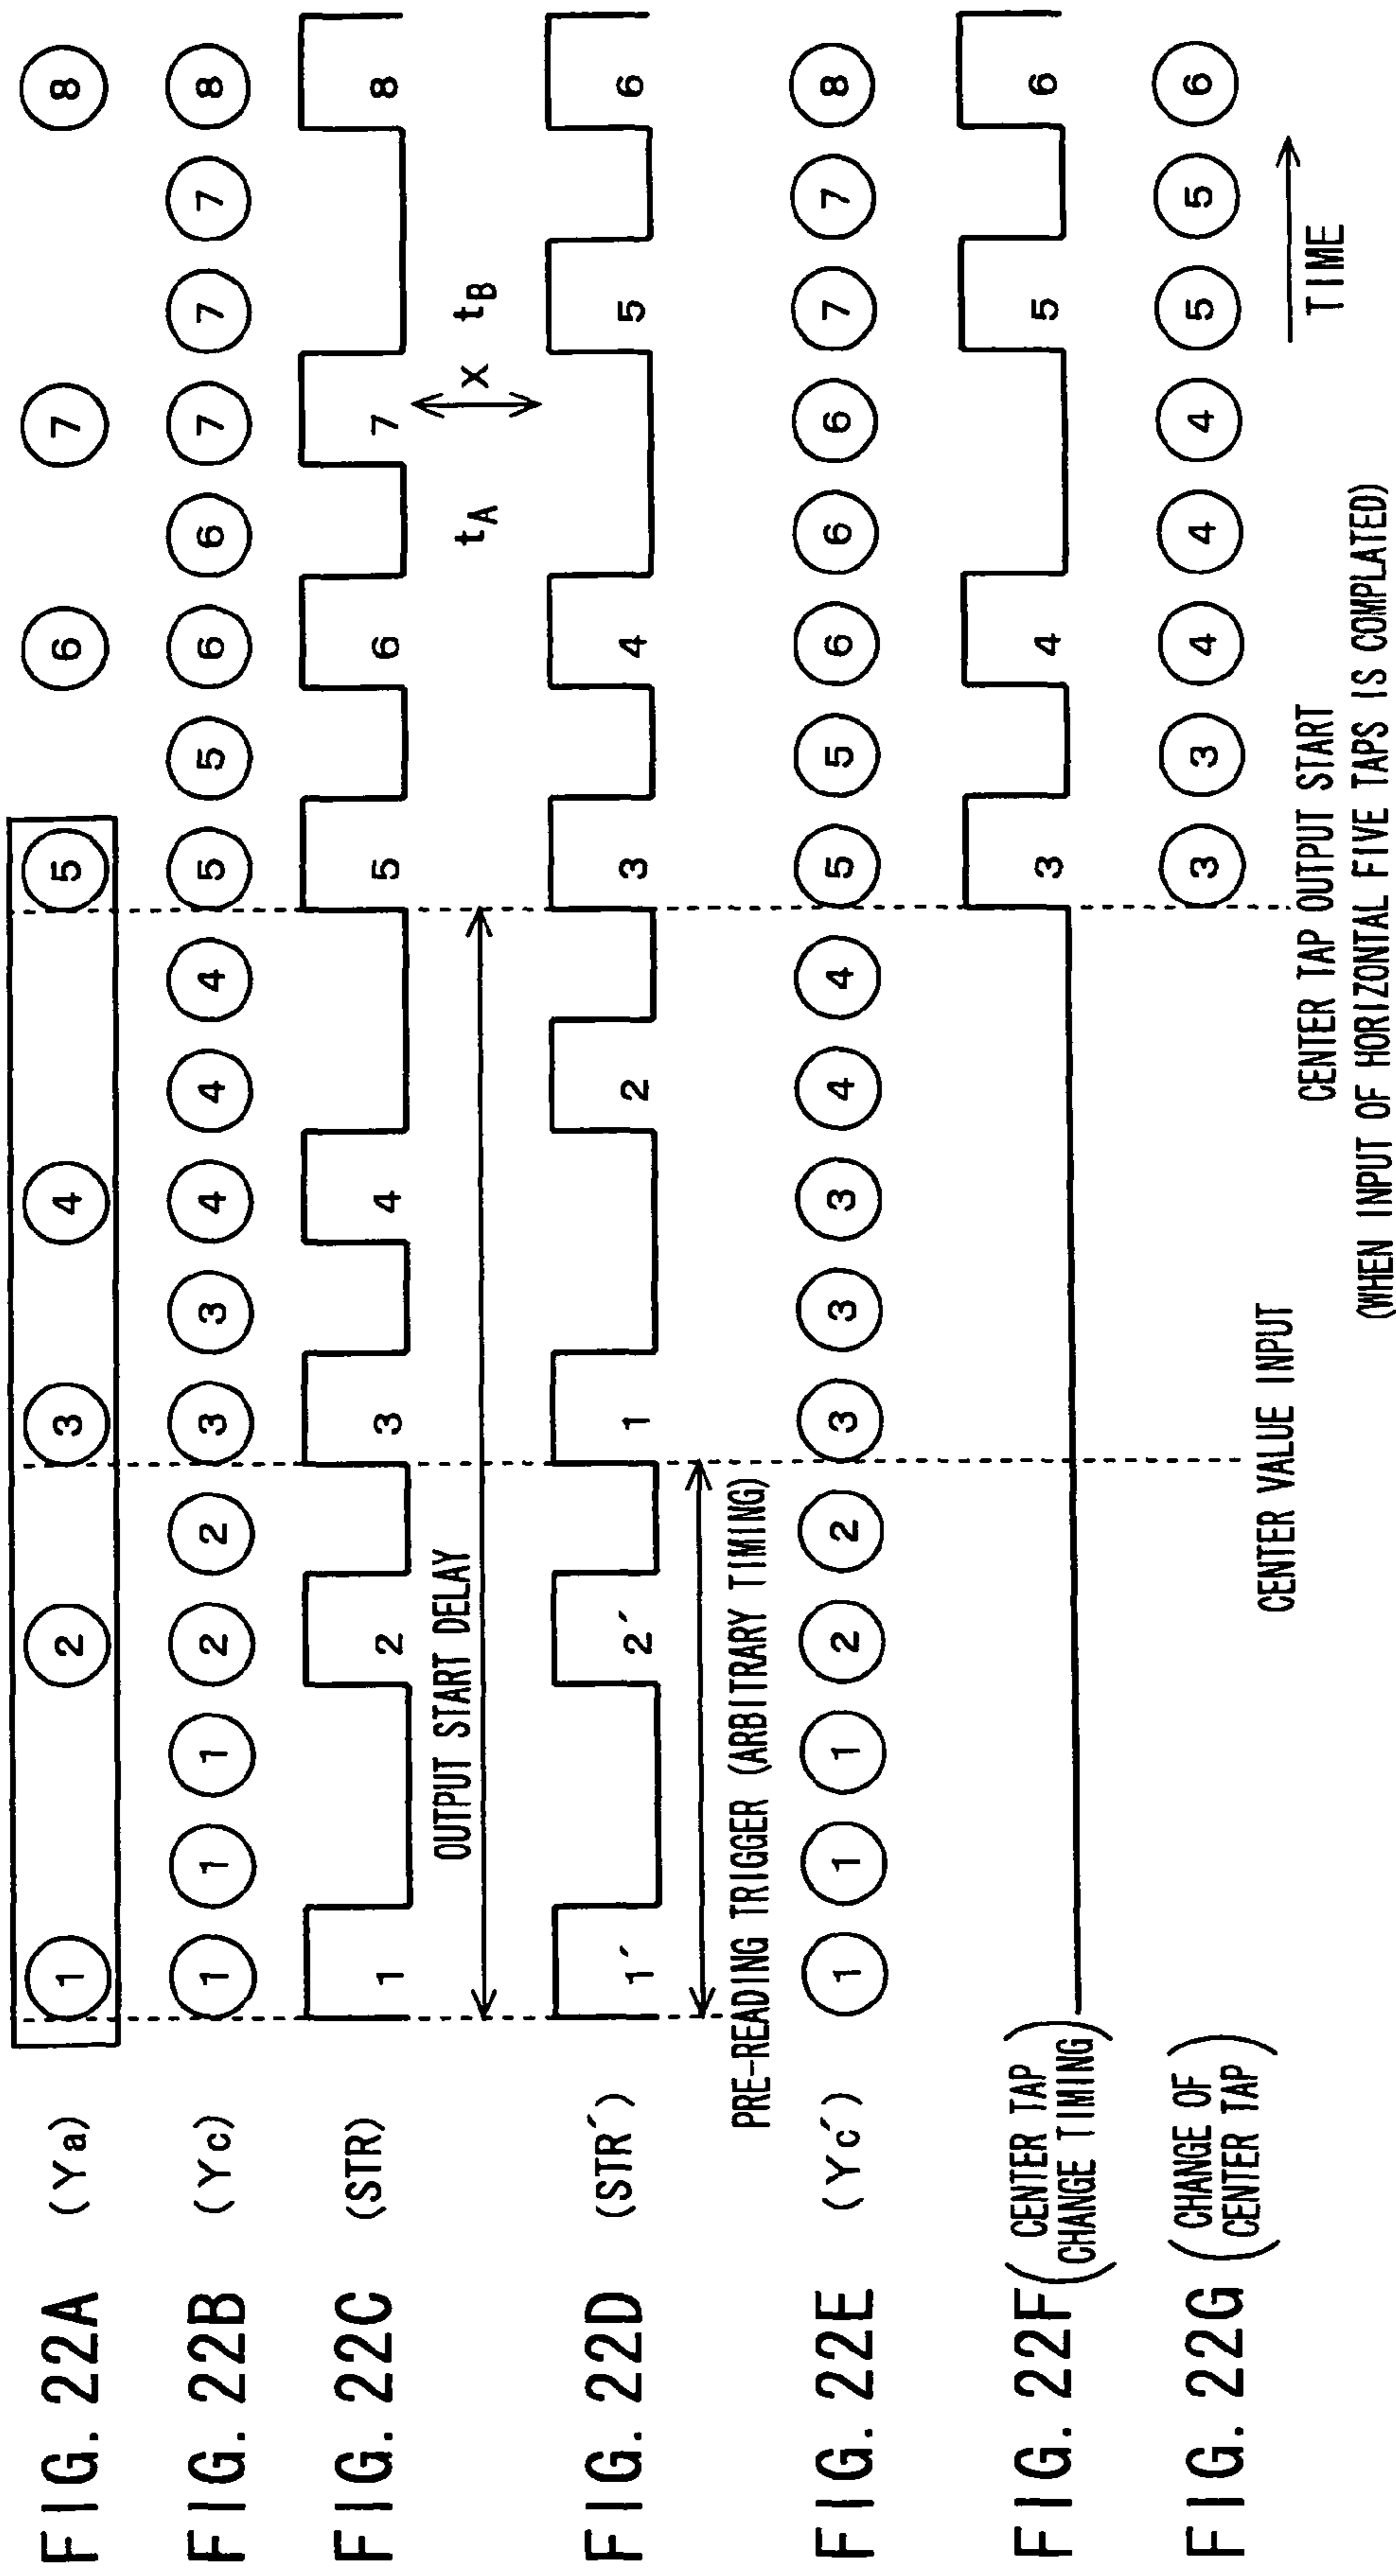 FIG. 22A (Ya) 1 2 3 4 5 6 7 8
FIG. 22B (Yc) 1 1 1 2 2 3 3 4 4 4 5 5 6 6 7 7 7 8
FIG. 22C (STR) 1 2 3 4 5 6 7 8
OUTPUT START DELAY
tA X tB
FIG. 22D (STR´) 1´ 2´ 1 2 3 4 5 6
PRE-READING TRIGGER (ARBITRARY TIMING)
FIG. 22E (Yc´) 1 1 1 2 2 3 3 3 4 4 5 5 6 6 6 7 7 8
FIG. 22F (CENTER TAP
CHANGE TIMING) 3 4 5 6
FIG. 22G (CHANGE OF
CENTER TAP) 3 3 4 4 4 5 5 6
CENTER VALUE INPUT
TIME
CENTER TAP OUTPUT START
(WHEN INPUT OF HORIZONTAL FIVE TAPS IS COMPLATED)